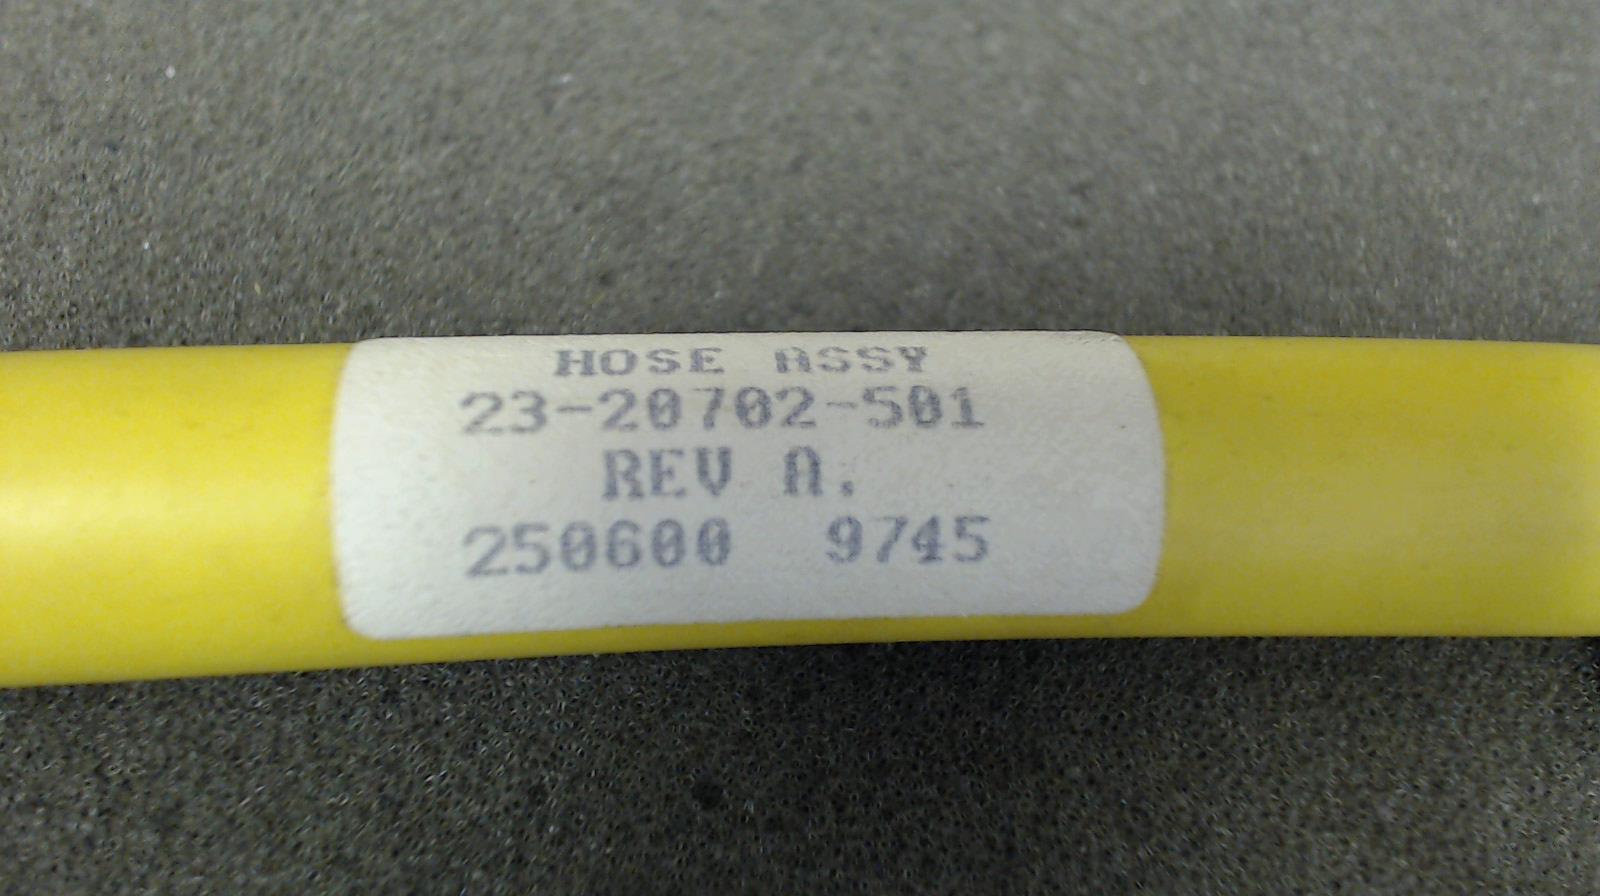 HOSE ASSY
23-20702-501
REV A.
250600 9745